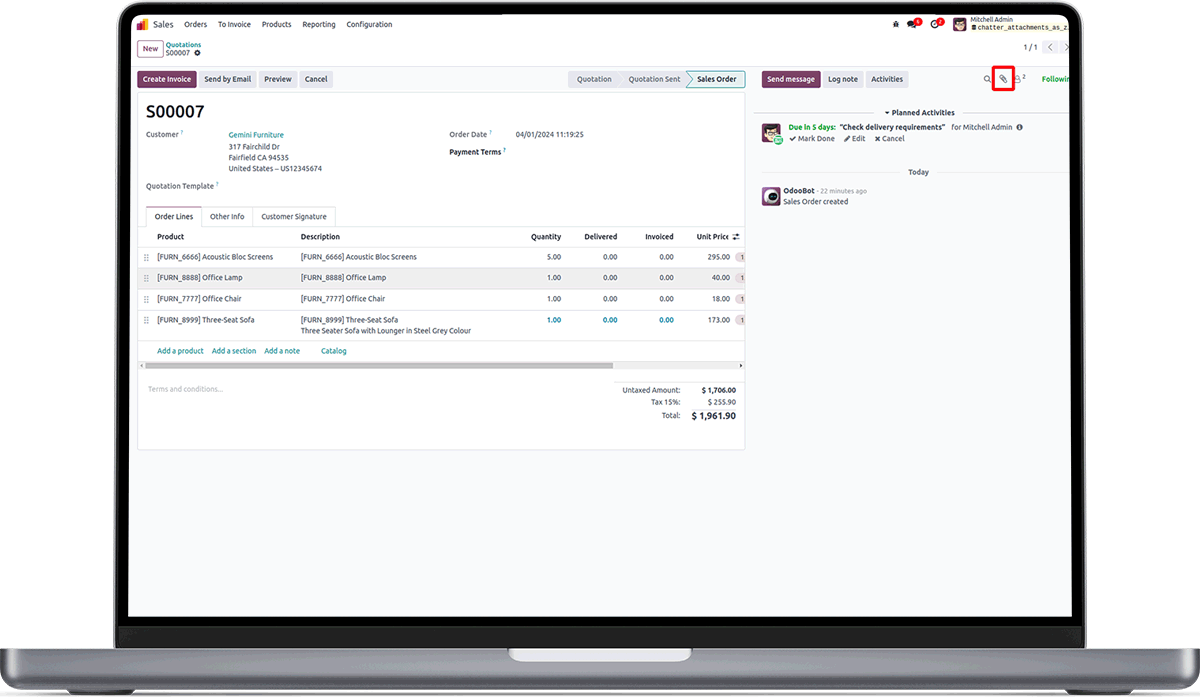 Sales Orders To Invoice Products Reporting Configuration
1 2 Mitchell Admin
chatter_attachments_as_z
New Quotations
S00007
1 / 1
Create Invoice Send by Email Preview Cancel
Quotation Quotation Sent Sales Order
Send message Log note Activities
2 Followin
S00007
Customer ?
Gemini Furniture
317 Fairchild Dr
Fairfield CA 94535
United States – US12345674
Quotation Template ?
Order Date ? 04/01/2024 11:19:25
Payment Terms ?
Order Lines Other Info Customer Signature
Product Description Quantity Delivered Invoiced Unit Price
[FURN_6666] Acoustic Bloc Screens [FURN_6666] Acoustic Bloc Screens 5.00 0.00 0.00 295.00 1
[FURN_8888] Office Lamp [FURN_8888] Office Lamp 1.00 0.00 0.00 40.00 1
[FURN_7777] Office Chair [FURN_7777] Office Chair 1.00 0.00 0.00 18.00 1
[FURN_8999] Three-Seat Sofa [FURN_8999] Three-Seat Sofa 1.00 0.00 0.00 173.00 1
Three Seater Sofa with Lounger in Steel Grey Colour
Add a product Add a section Add a note Catalog
Terms and conditions...
Untaxed Amount: $ 1,706.00
Tax 15%: $ 255.90
Total: $ 1,961.90
Planned Activities
Due in 5 days: "Check delivery requirements" for Mitchell Admin
Mark Done Edit Cancel
Today
OdooBot - 22 minutes ago
Sales Order created